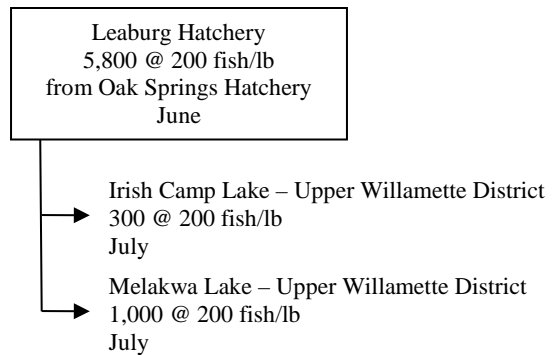 Leaburg Hatchery
5,800 @ 200 fish/lb
from Oak Springs Hatchery
June
Irish Camp Lake – Upper Willamette District
300 @ 200 fish/lb
July
Melakwa Lake – Upper Willamette District
1,000 @ 200 fish/lb
July